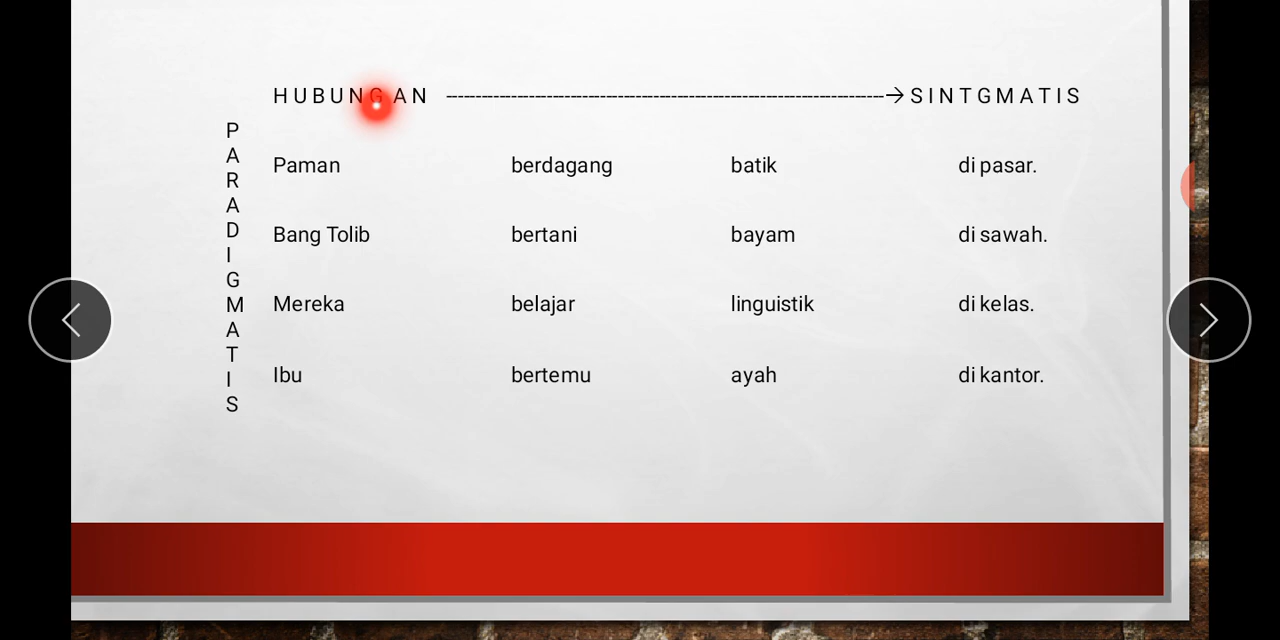 HUBUNGAN ------------------------------------------------------------→ SINTGMATIS
PARADIGMATIS
Paman berdagang batik di pasar.
Bang Tolib bertani bayam di sawah.
Mereka belajar linguistik di kelas.
Ibu bertemu ayah di kantor.